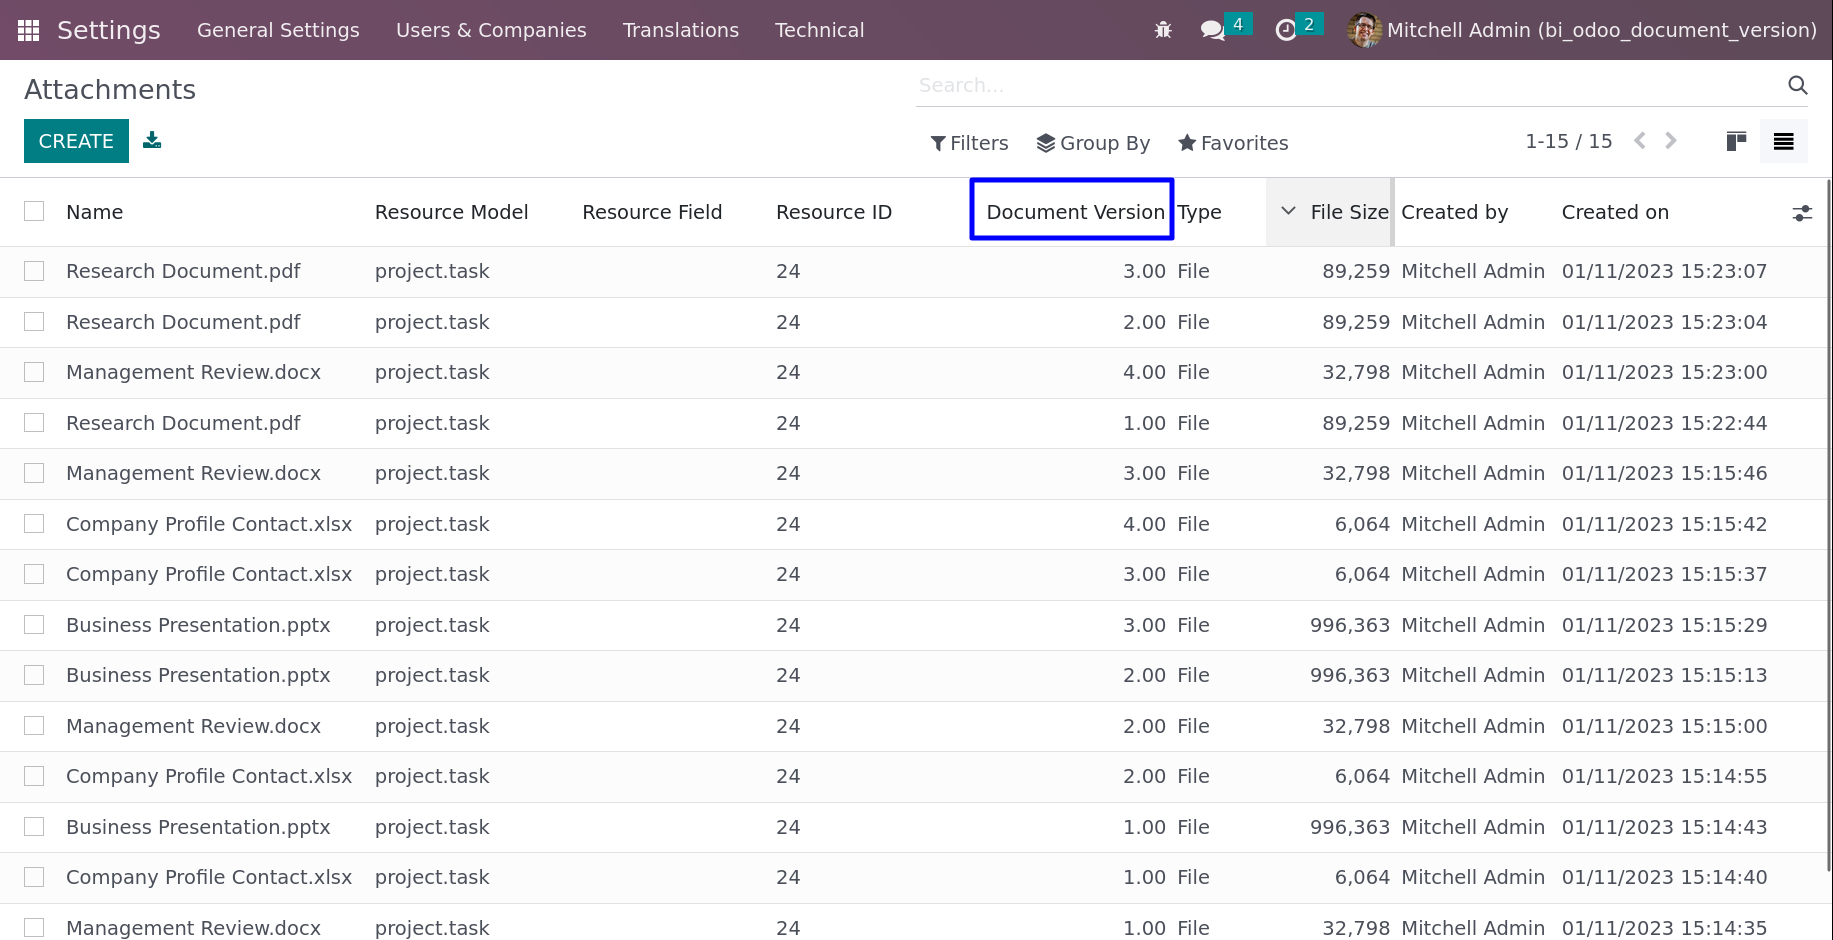 Settings General Settings Users & Companies Translations Technical 4 2 Mitchell Admin (bi_odoo_document_version)
Attachments Search...
CREATE Filters Group By Favorites 1-15 / 15
Name Resource Model Resource Field Resource ID Document Version Type File Size Created by Created on
Research Document.pdf project.task 24 3.00 File 89,259 Mitchell Admin 01/11/2023 15:23:07
Research Document.pdf project.task 24 2.00 File 89,259 Mitchell Admin 01/11/2023 15:23:04
Management Review.docx project.task 24 4.00 File 32,798 Mitchell Admin 01/11/2023 15:23:00
Research Document.pdf project.task 24 1.00 File 89,259 Mitchell Admin 01/11/2023 15:22:44
Management Review.docx project.task 24 3.00 File 32,798 Mitchell Admin 01/11/2023 15:15:46
Company Profile Contact.xlsx project.task 24 4.00 File 6,064 Mitchell Admin 01/11/2023 15:15:42
Company Profile Contact.xlsx project.task 24 3.00 File 6,064 Mitchell Admin 01/11/2023 15:15:37
Business Presentation.pptx project.task 24 3.00 File 996,363 Mitchell Admin 01/11/2023 15:15:29
Business Presentation.pptx project.task 24 2.00 File 996,363 Mitchell Admin 01/11/2023 15:15:13
Management Review.docx project.task 24 2.00 File 32,798 Mitchell Admin 01/11/2023 15:15:00
Company Profile Contact.xlsx project.task 24 2.00 File 6,064 Mitchell Admin 01/11/2023 15:14:55
Business Presentation.pptx project.task 24 1.00 File 996,363 Mitchell Admin 01/11/2023 15:14:43
Company Profile Contact.xlsx project.task 24 1.00 File 6,064 Mitchell Admin 01/11/2023 15:14:40
Management Review.docx project.task 24 1.00 File 32,798 Mitchell Admin 01/11/2023 15:14:35